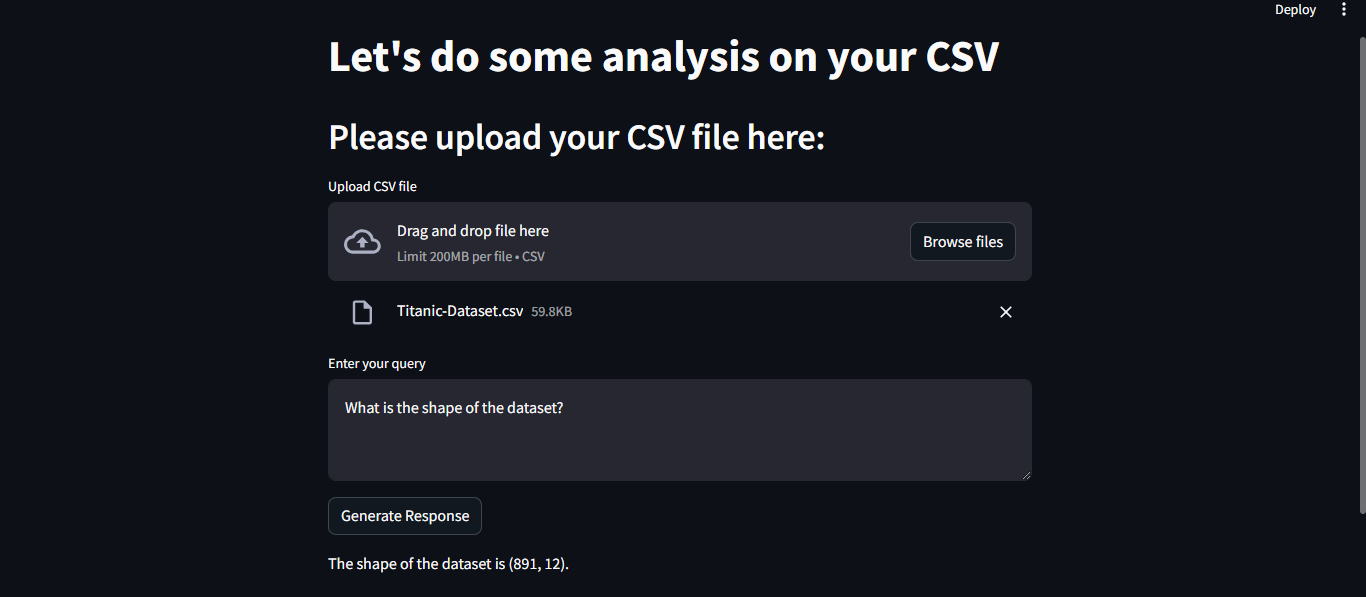 Deploy
Let's do some analysis on your CSV
Please upload your CSV file here:
Upload CSV file
Drag and drop file here
Limit 200MB per file • CSV
Browse files
Titanic-Dataset.csv 59.8KB
Enter your query
What is the shape of the dataset?
Generate Response
The shape of the dataset is (891, 12).